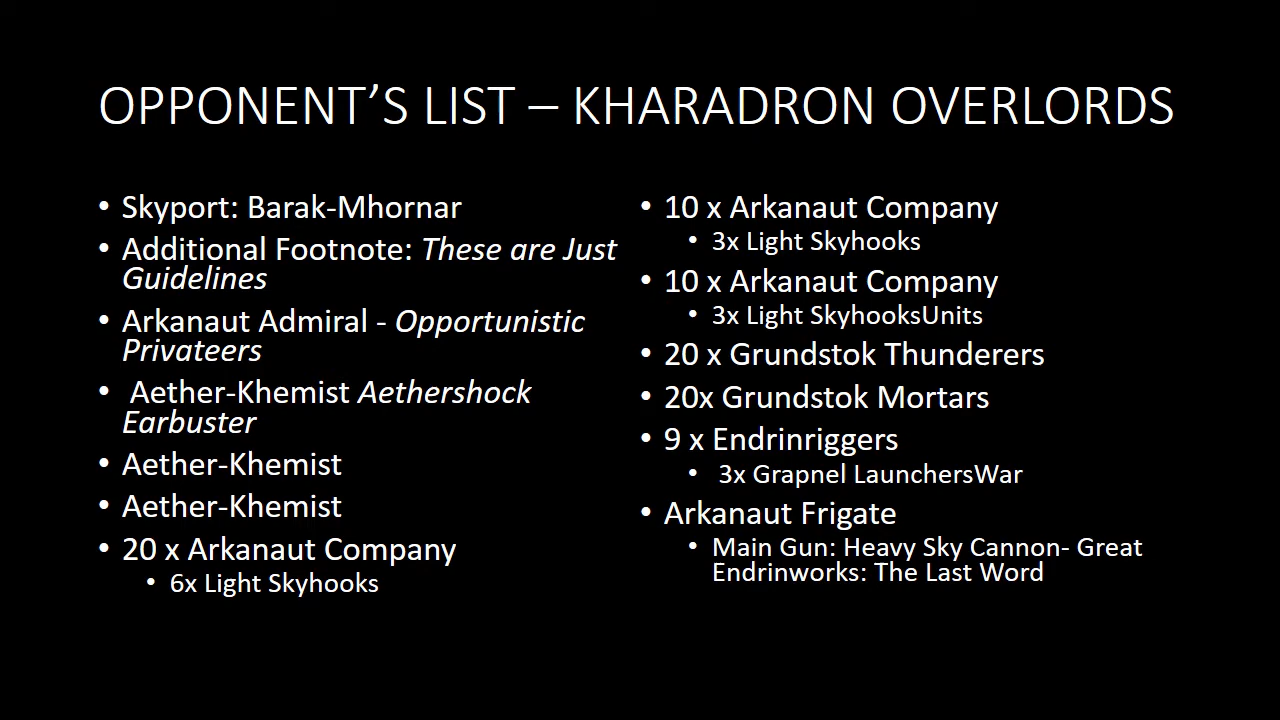 OPPONENT’S LIST – KHARADRON OVERLORDS
• Skyport: Barak-Mhornar
• Additional Footnote: These are Just
Guidelines
• Arkanaut Admiral - Opportunistic
Privateers
• Aether-Khemist Aethershock
Earbuster
• Aether-Khemist
• Aether-Khemist
• 20 x Arkanaut Company
• 6x Light Skyhooks
• 10 x Arkanaut Company
• 3x Light Skyhooks
• 10 x Arkanaut Company
• 3x Light SkyhooksUnits
• 20 x Grundstok Thunderers
• 20x Grundstok Mortars
• 9 x Endrinriggers
• 3x Grapnel LaunchersWar
• Arkanaut Frigate
• Main Gun: Heavy Sky Cannon- Great
Endrinworks: The Last Word